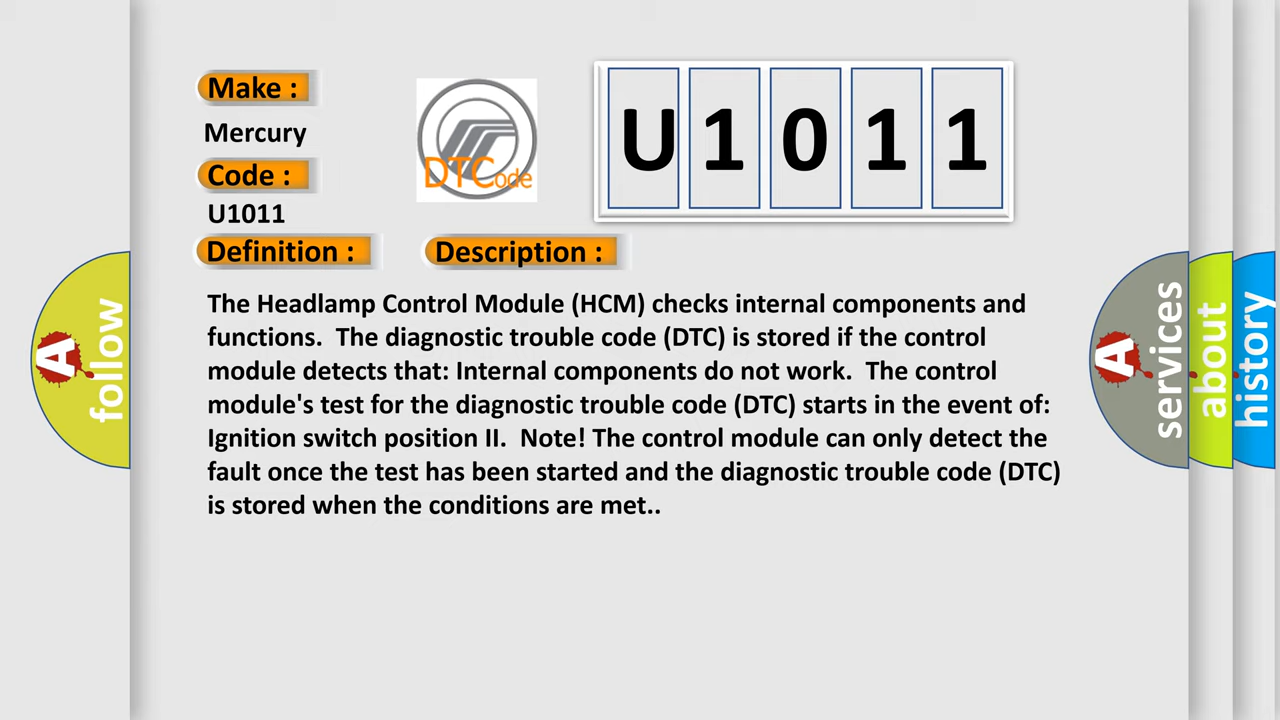 Make :
Mercury
Code :
U1011
Definition :
Description :
DTCode
U1011
The Headlamp Control Module (HCM) checks internal components and
functions. The diagnostic trouble code (DTC) is stored if the control
module detects that: Internal components do not work. The control
module's test for the diagnostic trouble code (DTC) starts in the event of:
Ignition switch position II. Note! The control module can only detect the
fault once the test has been started and the diagnostic trouble code (DTC)
is stored when the conditions are met..
A follow
A services
about
history